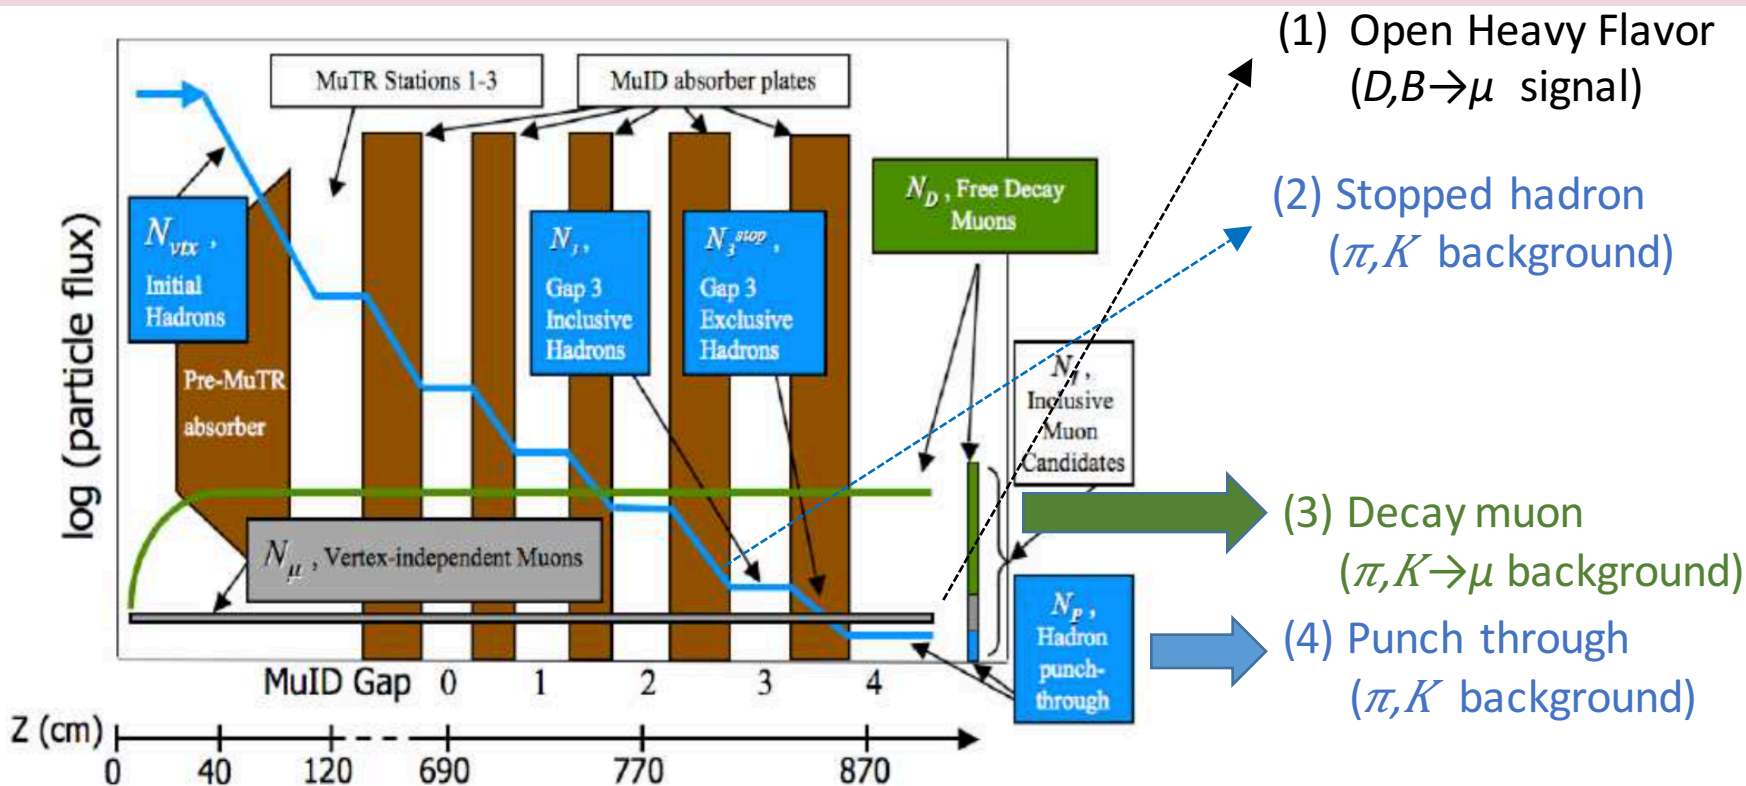 (1) Open Heavy Flavor
(D,B→μ signal)
(2) Stopped hadron
(π,K background)
(3) Decay muon
(π,K→μ background)
(4) Punch through
(π,K background)
MuTR Stations 1-3
MuID absorber plates
N_D , Free Decay
Muons
N_vtx ,
Initial
Hadrons
N_3 ,
Gap 3
Inclusive
Hadrons
N_3^stop ,
Gap 3
Exclusive
Hadrons
N_I ,
Inclusive
Muon
Candidates
Pre-MuTR
absorber
N_μ , Vertex-independent Muons
N_P ,
Hadron
punch-
through
log (particle flux)
MuID Gap 0 1 2 3 4
Z (cm)
0 40 120 690 770 870